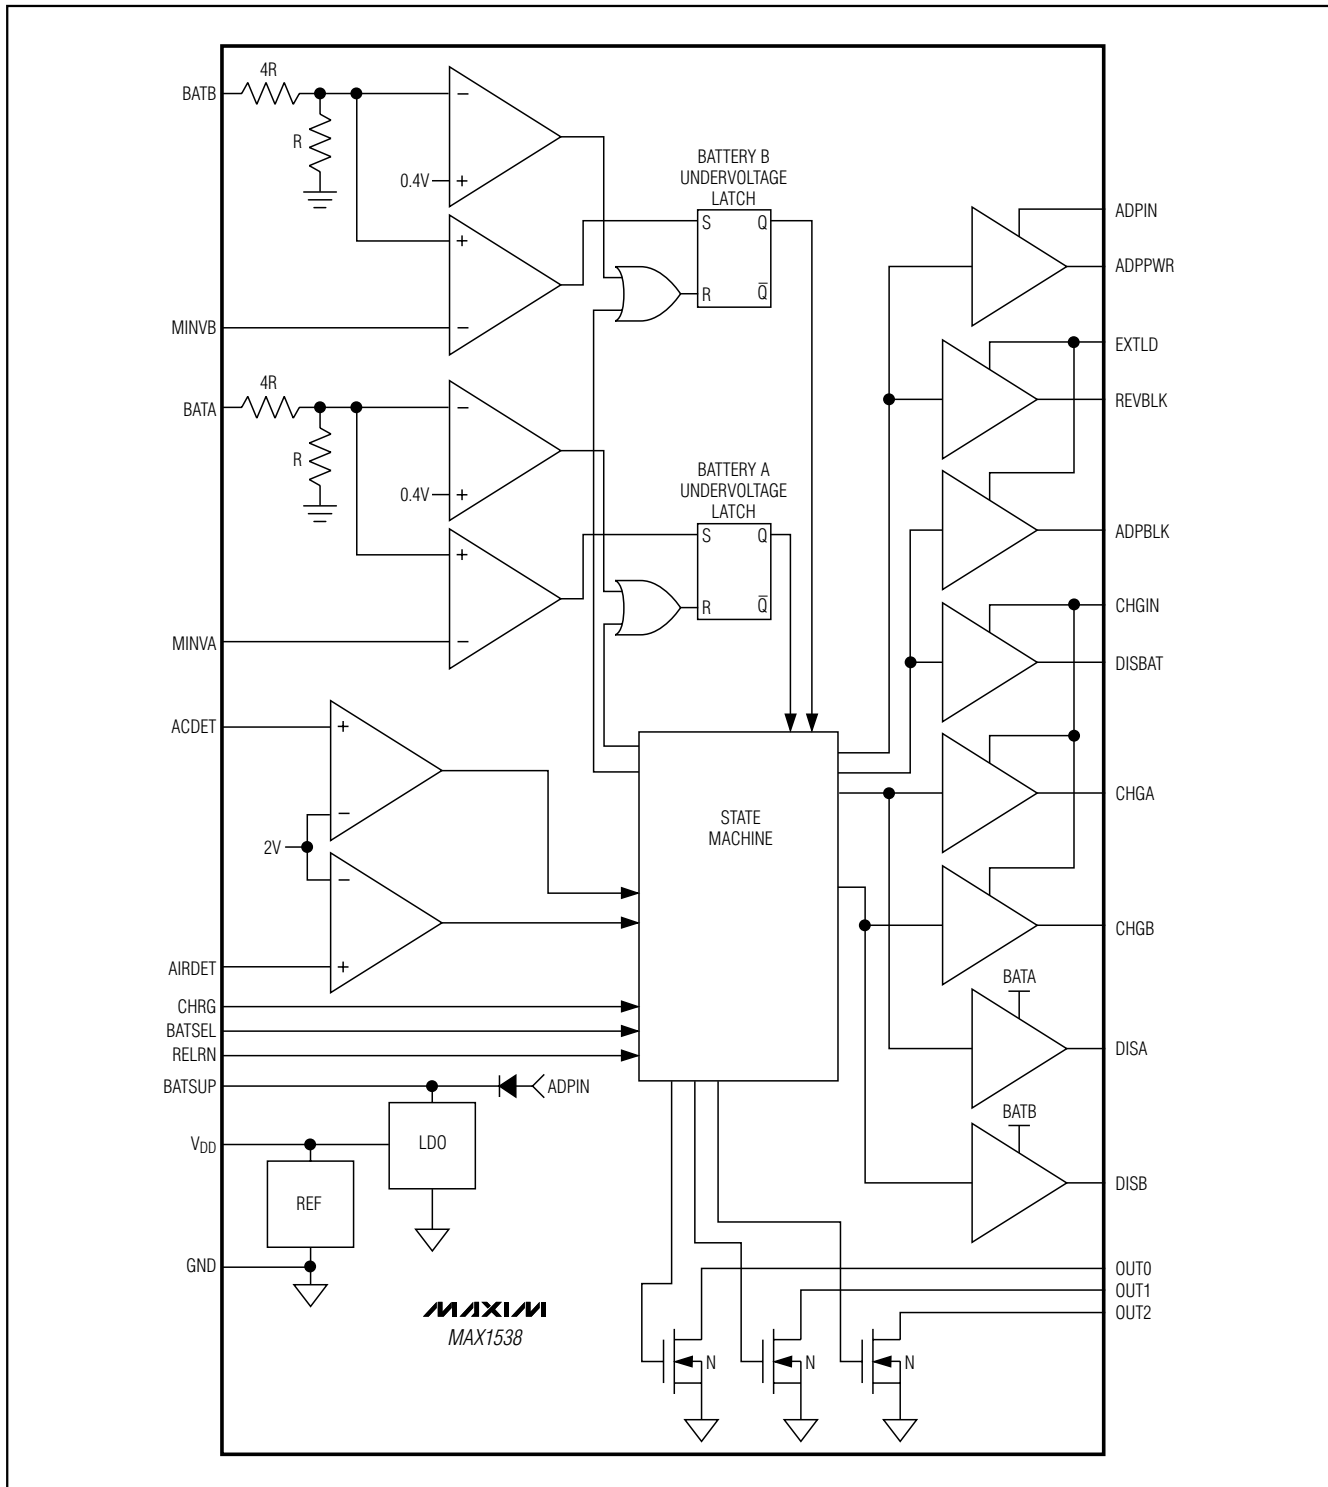 4R
BATB
R
0.4V
−
+
+
−
MINVB
BATTERY B
UNDERVOLTAGE
LATCH
S Q
R Q̅
4R
BATA
R
0.4V
−
+
+
−
MINVA
BATTERY A
UNDERVOLTAGE
LATCH
S Q
R Q̅
ACDET
+
−
2V
−
+
AIRDET
CHRG
BATSEL
RELRN
BATSUP
ADPIN
VDD
LDO
REF
GND
STATE
MACHINE
ADPIN
ADPPWR
EXTLD
REVBLK
ADPBLK
CHGIN
DISBAT
CHGA
CHGB
BATA
DISA
BATB
DISB
OUT0
OUT1
OUT2
N
N
N
MAXIM
MAX1538